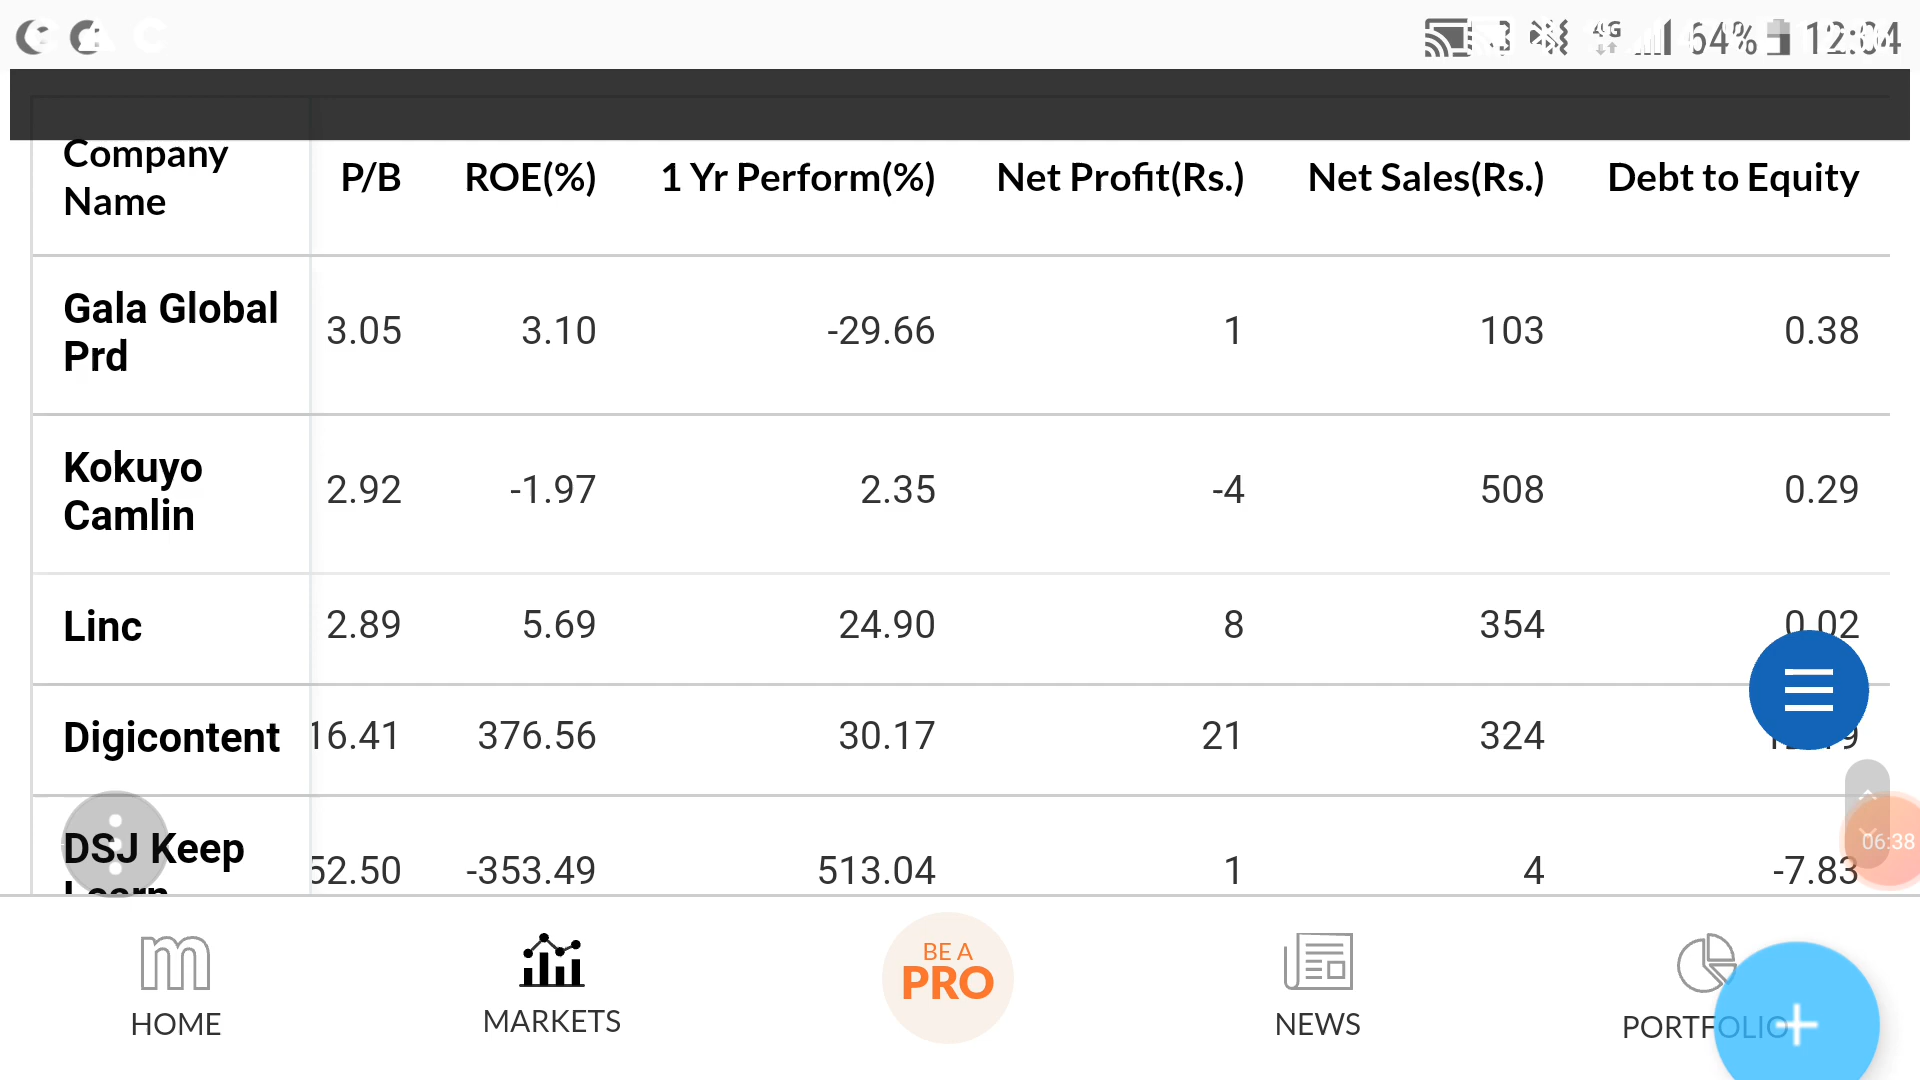 64% 12:04
Company Name P/B ROE(%) 1 Yr Perform(%) Net Profit(Rs.) Net Sales(Rs.) Debt to Equity
Gala Global Prd 3.05 3.10 -29.66 1 103 0.38
Kokuyo Camlin 2.92 -1.97 2.35 -4 508 0.29
Linc 2.89 5.69 24.90 8 354 0.02
Digicontent 16.41 376.56 30.17 21 324
DSJ Keep Learn 52.50 -353.49 513.04 1 4 -7.83
06:38
HOME MARKETS BE A PRO NEWS PORTFOLIO